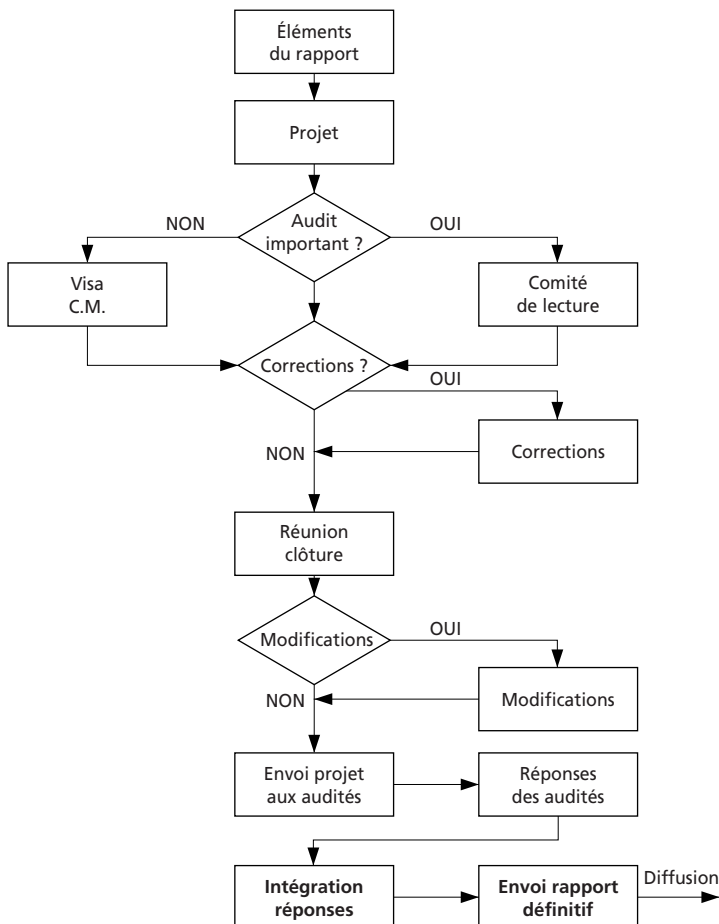 Éléments
du rapport
Projet
Audit
important ?
NON
OUI
Visa
C.M.
Comité
de lecture
Corrections ?
OUI
Corrections
NON
Réunion
clôture
Modifications
OUI
Modifications
NON
Envoi projet
aux audités
Réponses
des audités
Intégration
réponses
Envoi rapport
définitif
Diffusion